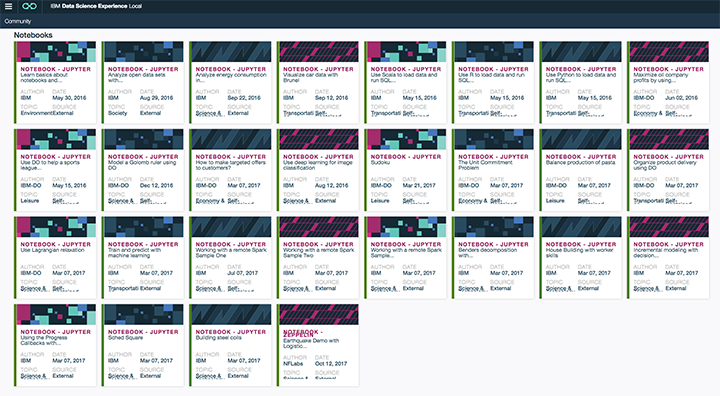 IBM Data Science Experience Local
Community
Notebooks
NOTEBOOK - JUPYTER
Learn basics about
notebooks and...
AUTHOR DATE
IBM May 30, 2016
TOPIC SOURCE
Environment External
NOTEBOOK - JUPYTER
Analyze open data sets
with...
AUTHOR DATE
IBM Aug 29, 2016
TOPIC SOURCE
Society External
NOTEBOOK - JUPYTER
Analyze energy consumption
in...
AUTHOR DATE
IBM Sep 22, 2016
TOPIC SOURCE
Science & External
NOTEBOOK - JUPYTER
Visualize car data with
Brunel
AUTHOR DATE
IBM Sep 12, 2016
TOPIC SOURCE
Transportati Self-
NOTEBOOK - JUPYTER
Use Scala to load data and
run SQL...
AUTHOR DATE
IBM May 15, 2016
TOPIC SOURCE
Transportati Self-
NOTEBOOK - JUPYTER
Use R to load data and run
SQL...
AUTHOR DATE
IBM May 15, 2016
TOPIC SOURCE
Transportati Self-
NOTEBOOK - JUPYTER
Use Python to load data and
run SQL...
AUTHOR DATE
IBM May 15, 2016
TOPIC SOURCE
Transportati Self-
NOTEBOOK - JUPYTER
Maximize oil company
profits by using...
AUTHOR DATE
IBM-DO Jun 02, 2016
TOPIC SOURCE
Economy & Self-
NOTEBOOK - JUPYTER
Use DO to help a sports
league...
AUTHOR DATE
IBM-DO May 15, 2016
TOPIC SOURCE
Leisure Self-
NOTEBOOK - JUPYTER
Model a Golomb ruler using DO
AUTHOR DATE
IBM-DO Dec 12, 2016
TOPIC SOURCE
Science & Self-
NOTEBOOK - JUPYTER
How to make targeted offers
to customers?
AUTHOR DATE
IBM-DO Mar 07, 2017
TOPIC SOURCE
Economy & Self-
NOTEBOOK - JUPYTER
Use deep learning for image
classification
AUTHOR DATE
IBM Aug 12, 2016
TOPIC SOURCE
Science & Self-
NOTEBOOK - JUPYTER
Sudoku
AUTHOR DATE
IBM-DO Mar 21, 2017
TOPIC SOURCE
Leisure Self-
NOTEBOOK - JUPYTER
The Unit Commitment
Problem
AUTHOR DATE
IBM-DO Mar 07, 2017
TOPIC SOURCE
Economy & Self-
NOTEBOOK - JUPYTER
Balance production of pasta
AUTHOR DATE
IBM-DO Mar 07, 2017
TOPIC SOURCE
Leisure Self-
NOTEBOOK - JUPYTER
Organize product delivery
using DO
AUTHOR DATE
IBM-DO Mar 07, 2017
TOPIC SOURCE
Transportati Self-
NOTEBOOK - JUPYTER
Use Lagrangian relaxation
AUTHOR DATE
IBM-DO Mar 07, 2017
TOPIC SOURCE
Science & Self-
NOTEBOOK - JUPYTER
Train and predict with
machine learning
AUTHOR DATE
IBM Mar 07, 2017
TOPIC SOURCE
Transportati External
NOTEBOOK - JUPYTER
Working with a remote Spark
Sample One
AUTHOR DATE
IBM Jul 07, 2017
TOPIC SOURCE
Science & Self-
NOTEBOOK - JUPYTER
Working with a remote Spark
Sample Two
AUTHOR DATE
IBM Mar 07, 2017
TOPIC SOURCE
Science & External
NOTEBOOK - JUPYTER
Working with a remote Spark
Sample...
AUTHOR DATE
IBM Mar 07, 2017
TOPIC SOURCE
Science & External
NOTEBOOK - JUPYTER
Benders decomposition
with...
AUTHOR DATE
IBM Mar 07, 2017
TOPIC SOURCE
Science & External
NOTEBOOK - JUPYTER
House Building with worker
skills
AUTHOR DATE
IBM Mar 07, 2017
TOPIC SOURCE
Science & External
NOTEBOOK - JUPYTER
Incremental modeling with
decision...
AUTHOR DATE
IBM Mar 07, 2017
TOPIC SOURCE
Science & External
NOTEBOOK - JUPYTER
Using the Progress
Callbacks with...
AUTHOR DATE
IBM Mar 07, 2017
TOPIC SOURCE
Science & External
NOTEBOOK - JUPYTER
Sched Square
AUTHOR DATE
IBM Mar 07, 2017
TOPIC SOURCE
Science & External
NOTEBOOK - JUPYTER
Building steel coils
AUTHOR DATE
IBM Mar 07, 2017
TOPIC SOURCE
Science & External
NOTEBOOK -
ZEPPELIN
Earthquake Demo with
Logistic...
AUTHOR DATE
NFLabs Oct 12, 2017
TOPIC SOURCE
Science & External